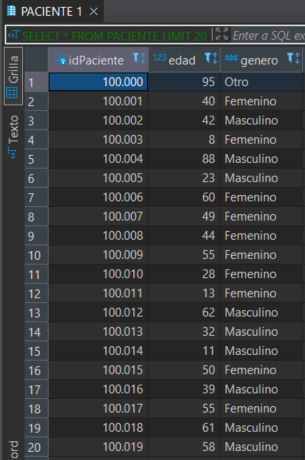 PACIENTE 1
SELECT * FROM PACIENTE LIMIT 20 Enter a SQL ex
Grilla
Texto
ord
idPaciente 123 edad ABC genero
1 100.000 95 Otro
2 100.001 40 Femenino
3 100.002 42 Masculino
4 100.003 8 Femenino
5 100.004 88 Masculino
6 100.005 23 Masculino
7 100.006 60 Femenino
8 100.007 49 Femenino
9 100.008 44 Femenino
10 100.009 55 Femenino
11 100.010 28 Femenino
12 100.011 13 Femenino
13 100.012 62 Masculino
14 100.013 32 Masculino
15 100.014 11 Masculino
16 100.015 50 Femenino
17 100.016 39 Masculino
18 100.017 55 Femenino
19 100.018 61 Masculino
20 100.019 58 Masculino